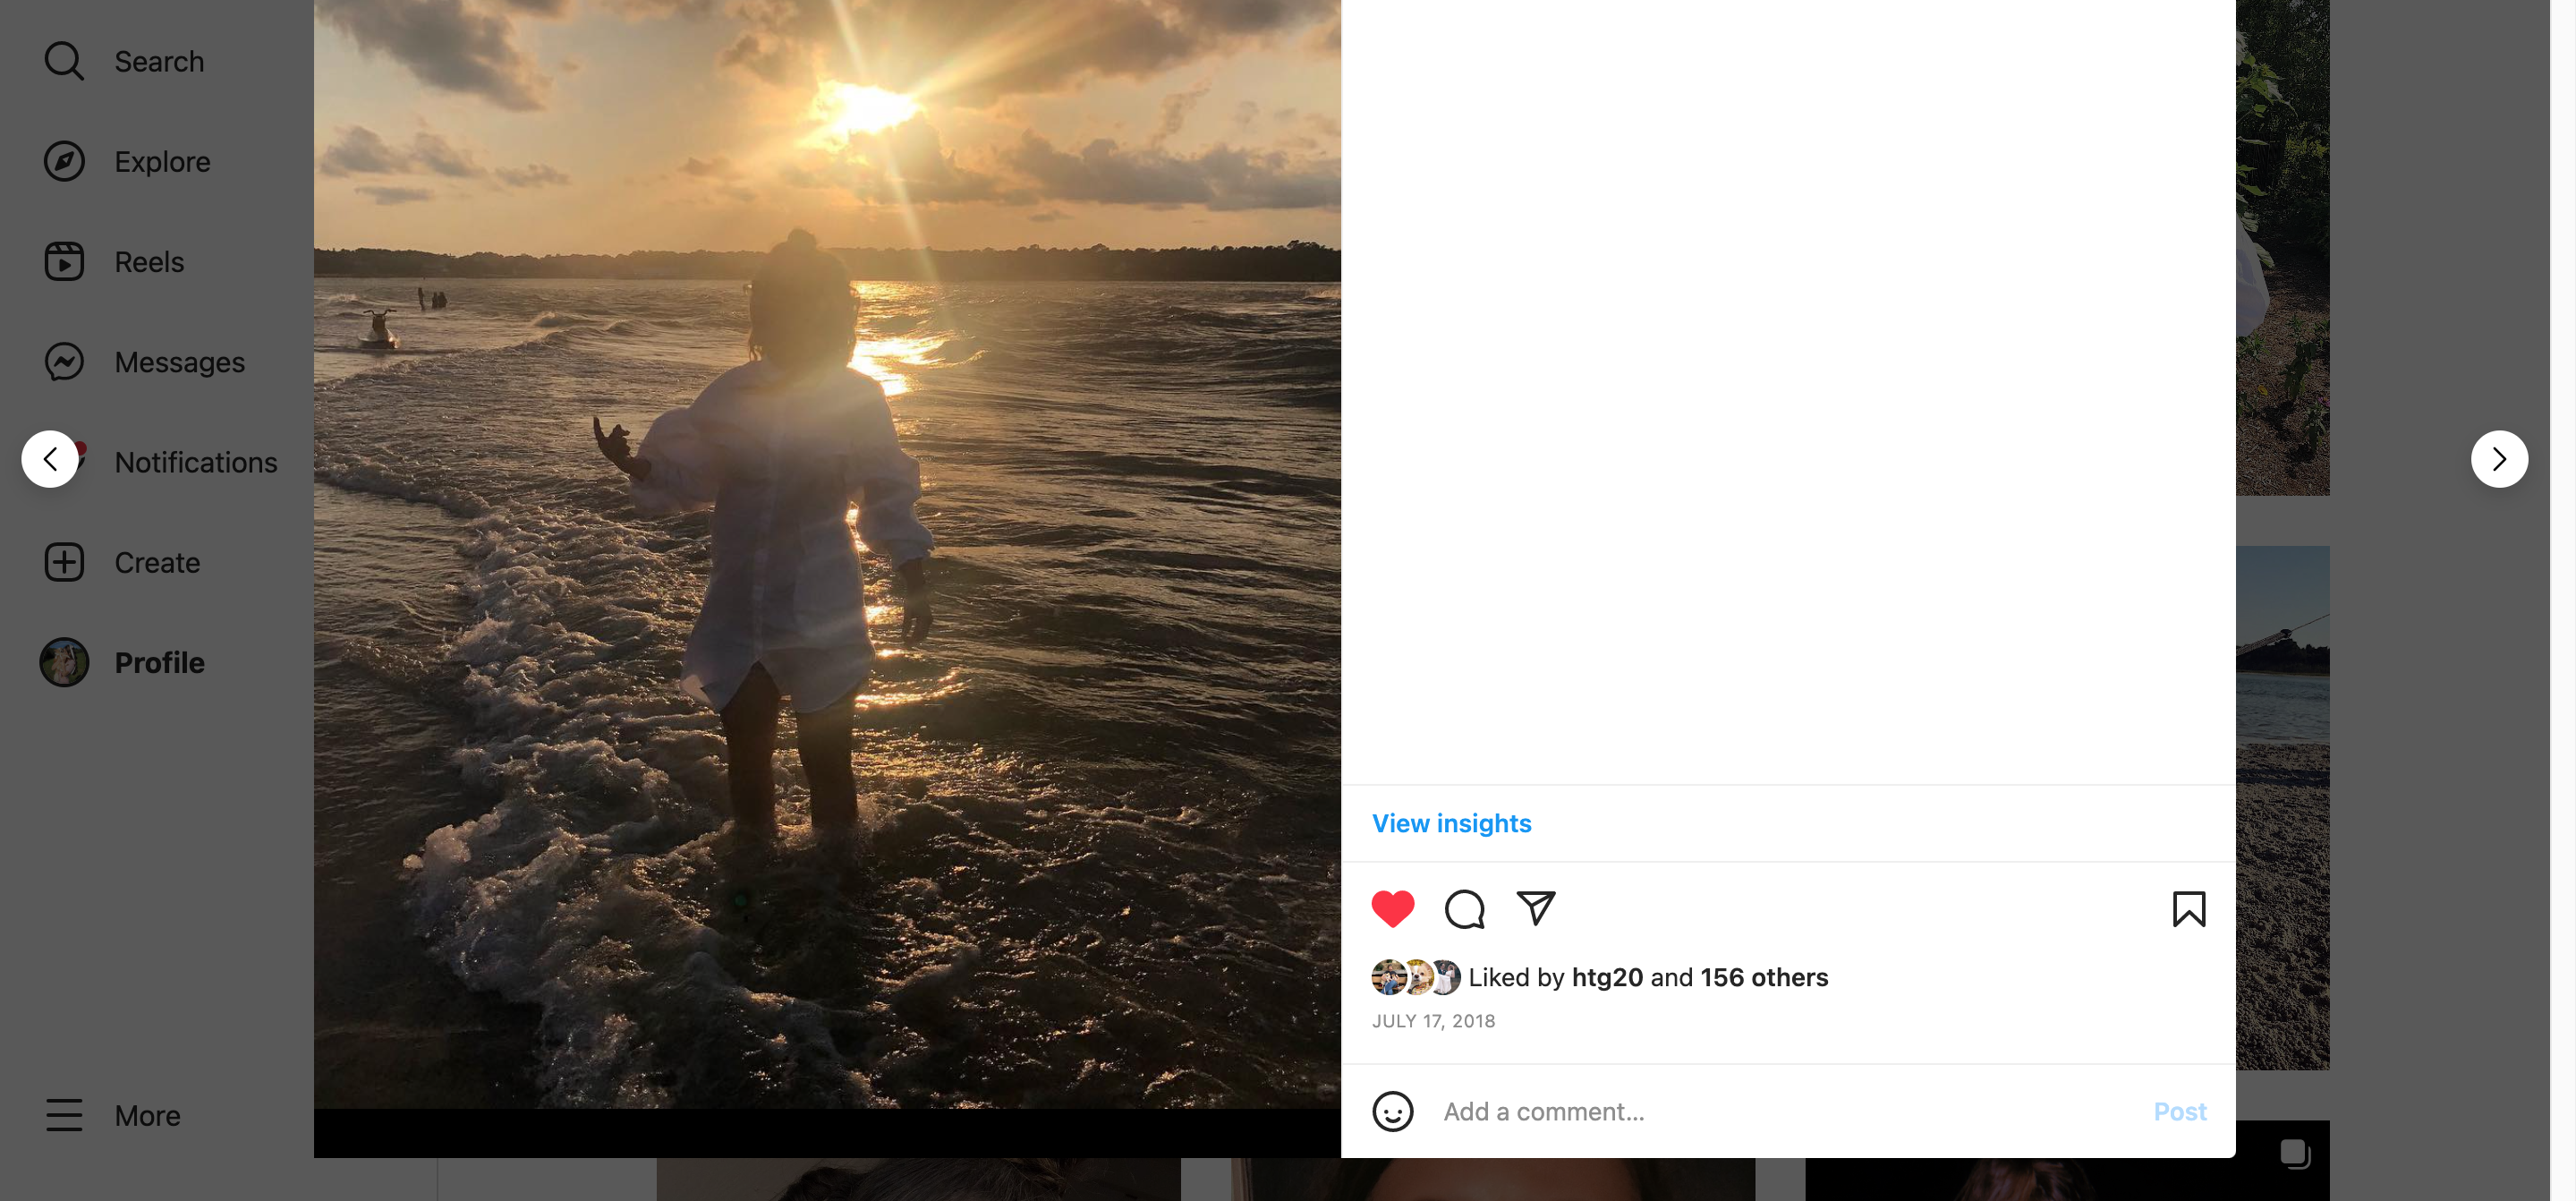 Search
Explore
Reels
Messages
Notifications
Create
Profile
More
View insights
Liked by htg20 and 156 others
JULY 17, 2018
Add a comment...
Post